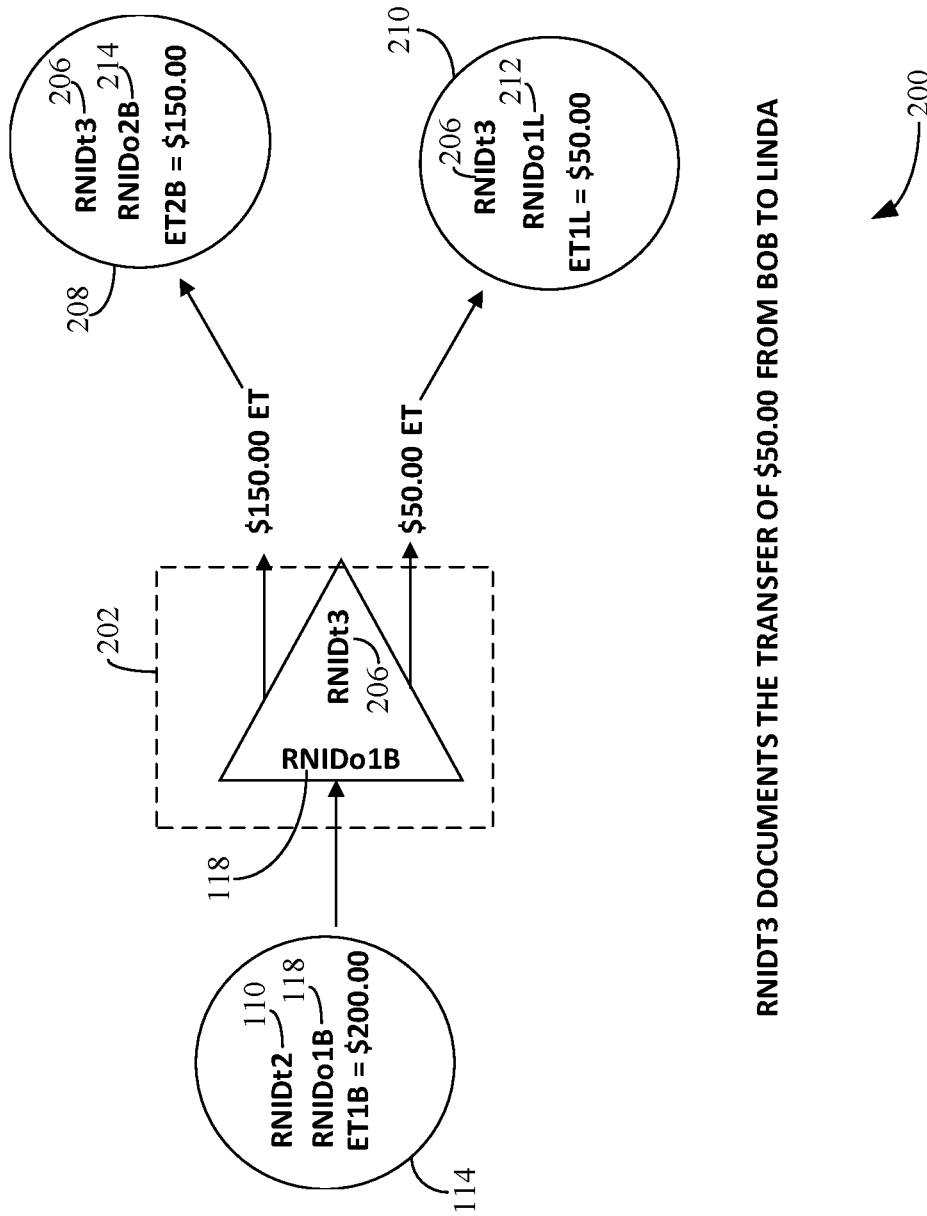 114
RNIDt2
110
RNIDo1B
118
ET1B = $200.00
118
202
RNIDo1B
RNIDt3
206
$150.00 ET
$50.00 ET
208
RNIDt3
206
RNIDo2B
214
ET2B = $150.00
210
206
RNIDt3
RNIDo1L
212
ET1L = $50.00
RNIDT3 DOCUMENTS THE TRANSFER OF $50.00 FROM BOB TO LINDA
200